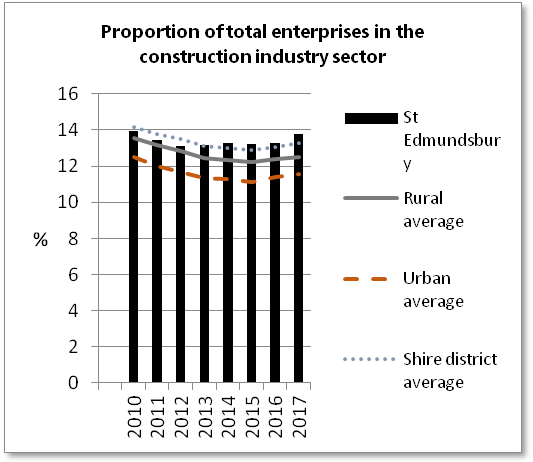 Proportion of total enterprises in the
construction industry sector
16
14
12
10
8
6
4
2
0
%
2010
2011
2012
2013
2014
2015
2016
2017
St
Edmundsbur
y
Rural
average
Urban
average
Shire district
average